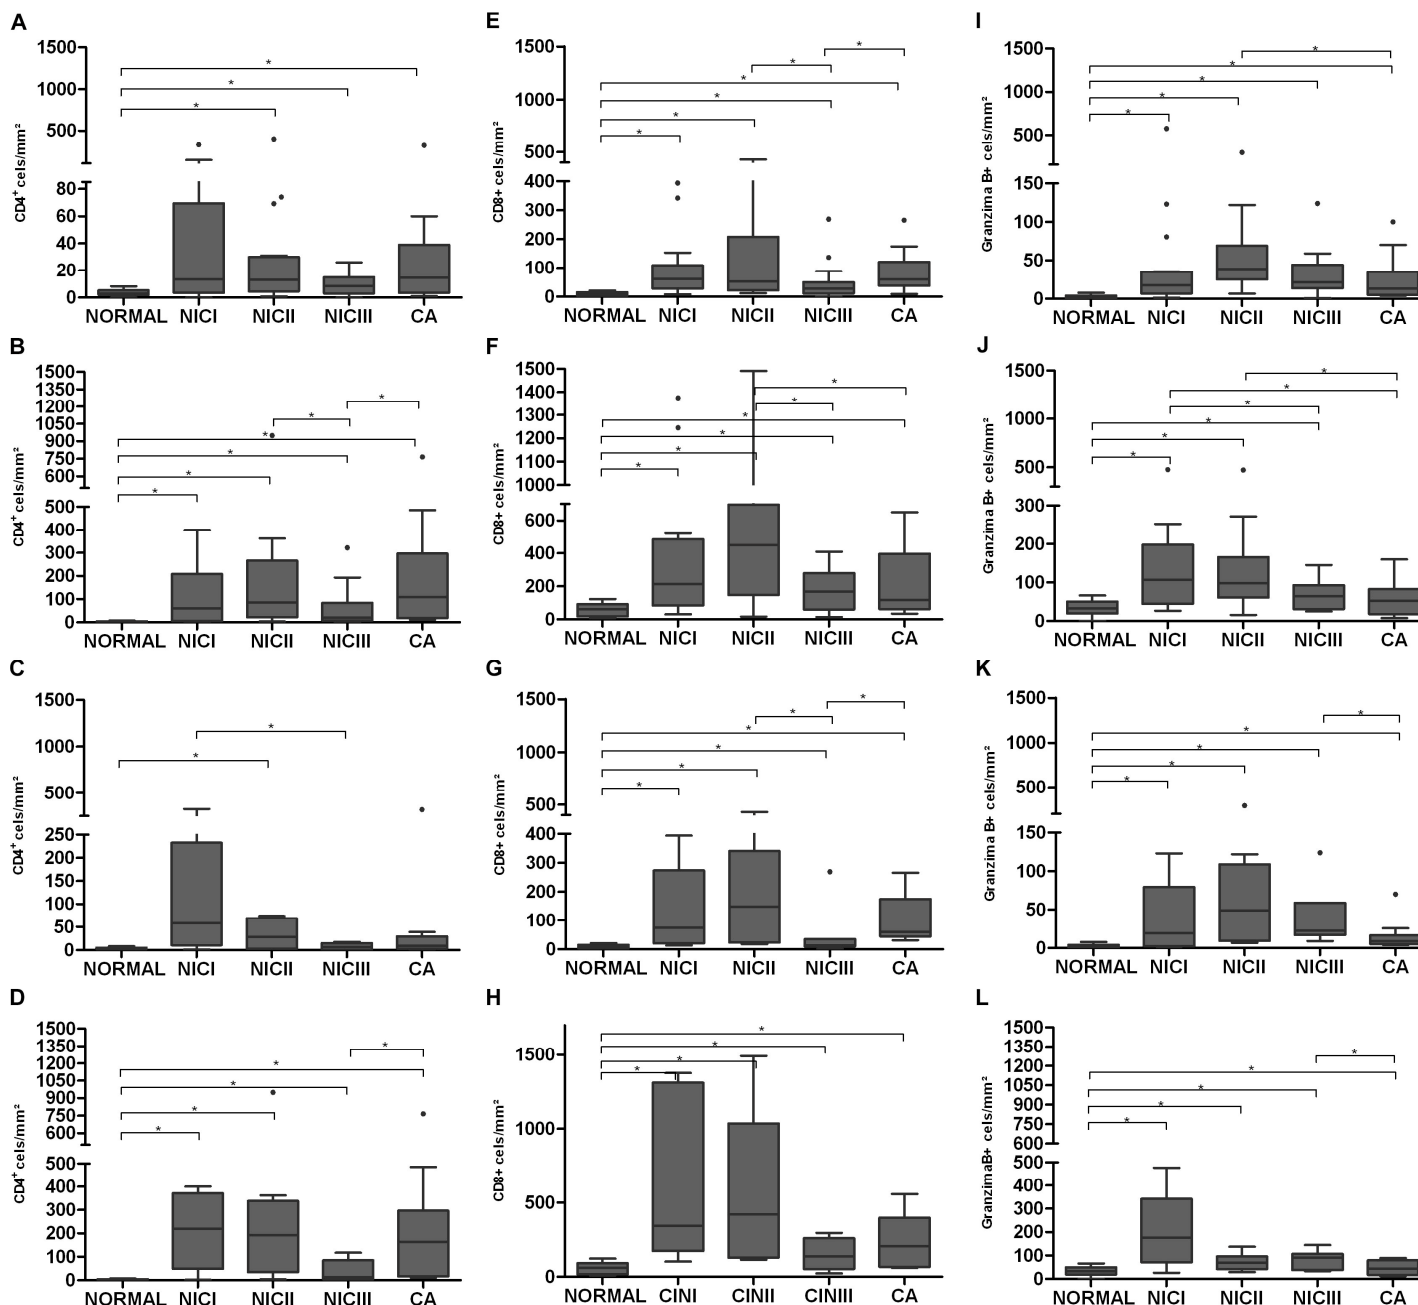 A
CD4+ cels/mm²
1500
1000
500
80
60
40
20
0
* * *
NORMAL NICI NICII NICIII CA
E
CD8+ cels/mm²
1500
1000
500
400
300
200
100
0
* * * * * *
NORMAL NICI NICII NICIII CA
I
Granzima B+ cels/mm²
1500
1000
500
150
100
50
0
* * * * *
NORMAL NICI NICII NICIII CA
B
CD4+ cels/mm²
1500
1350
1200
1050
900
750
600
500
400
300
200
100
0
* * * * * *
NORMAL NICI NICII NICIII CA
F
CD8+ cels/mm²
1500
1400
1300
1200
1100
1000
600
400
200
0
* * * * * *
NORMAL NICI NICII NICIII CA
J
Granzima B+ cels/mm²
1500
1000
500
300
200
100
0
* * * * * *
NORMAL NICI NICII NICIII CA
C
CD4+ cels/mm²
1500
1000
500
250
200
150
100
50
0
* *
NORMAL NICI NICII NICIII CA
G
CD8+ cels/mm²
1500
1000
500
400
300
200
100
0
* * * * * *
NORMAL NICI NICII NICIII CA
K
Granzima B+ cels/mm²
1500
1000
500
150
100
50
0
* * * * *
NORMAL NICI NICII NICIII CA
D
CD4+ cels/mm²
1500
1350
1200
1050
900
750
600
500
400
300
200
100
0
* * * * *
NORMAL NICI NICII NICIII CA
H
CD8+ cels/mm²
1500
1000
500
0
* * * *
NORMAL CINI CINII CINIII CA
L
GranzimaB+ cels/mm²
1500
1350
1200
1050
900
750
600
500
400
300
200
100
0
* * * * *
NORMAL NICI NICII NICIII CA